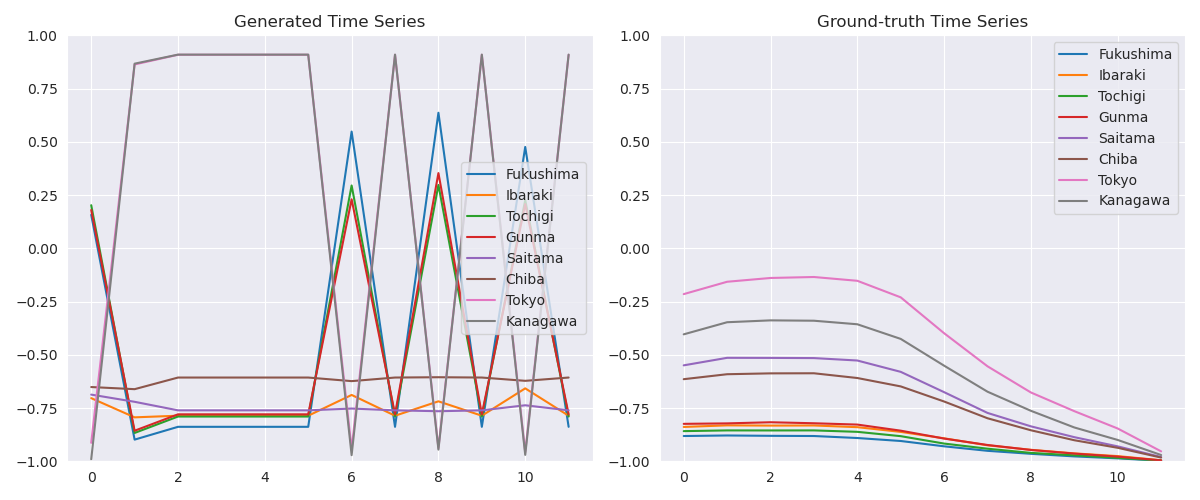 Generated Time Series
1.00
0.75
0.50
0.25
0.00
−0.25
−0.50
−0.75
−1.00
0 2 4 6 8 10
Fukushima
Ibaraki
Tochigi
Gunma
Saitama
Chiba
Tokyo
Kanagawa
Ground-truth Time Series
1.00
0.75
0.50
0.25
0.00
−0.25
−0.50
−0.75
−1.00
0 2 4 6 8 10
Fukushima
Ibaraki
Tochigi
Gunma
Saitama
Chiba
Tokyo
Kanagawa